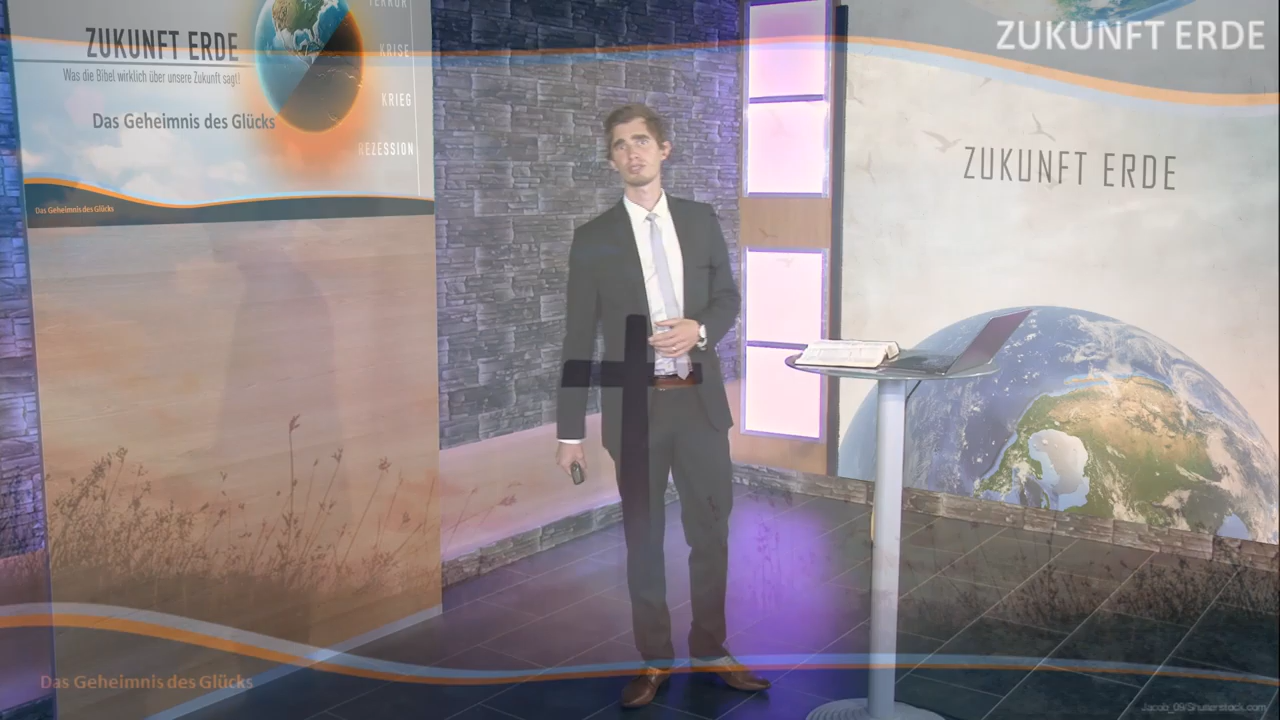 TERROR
ZUKUNFT ERDE
ZUKUNFT ERDE
KRISE
Was die Bibel wirklich über unsere Zukunft sagt!
KRIEG
Das Geheimnis des Glücks
REZESSION
ZUKUNFT ERDE
Das Geheimnis des Glücks
Das Geheimnis des Glücks
Jacob_09/Shutterstock.com